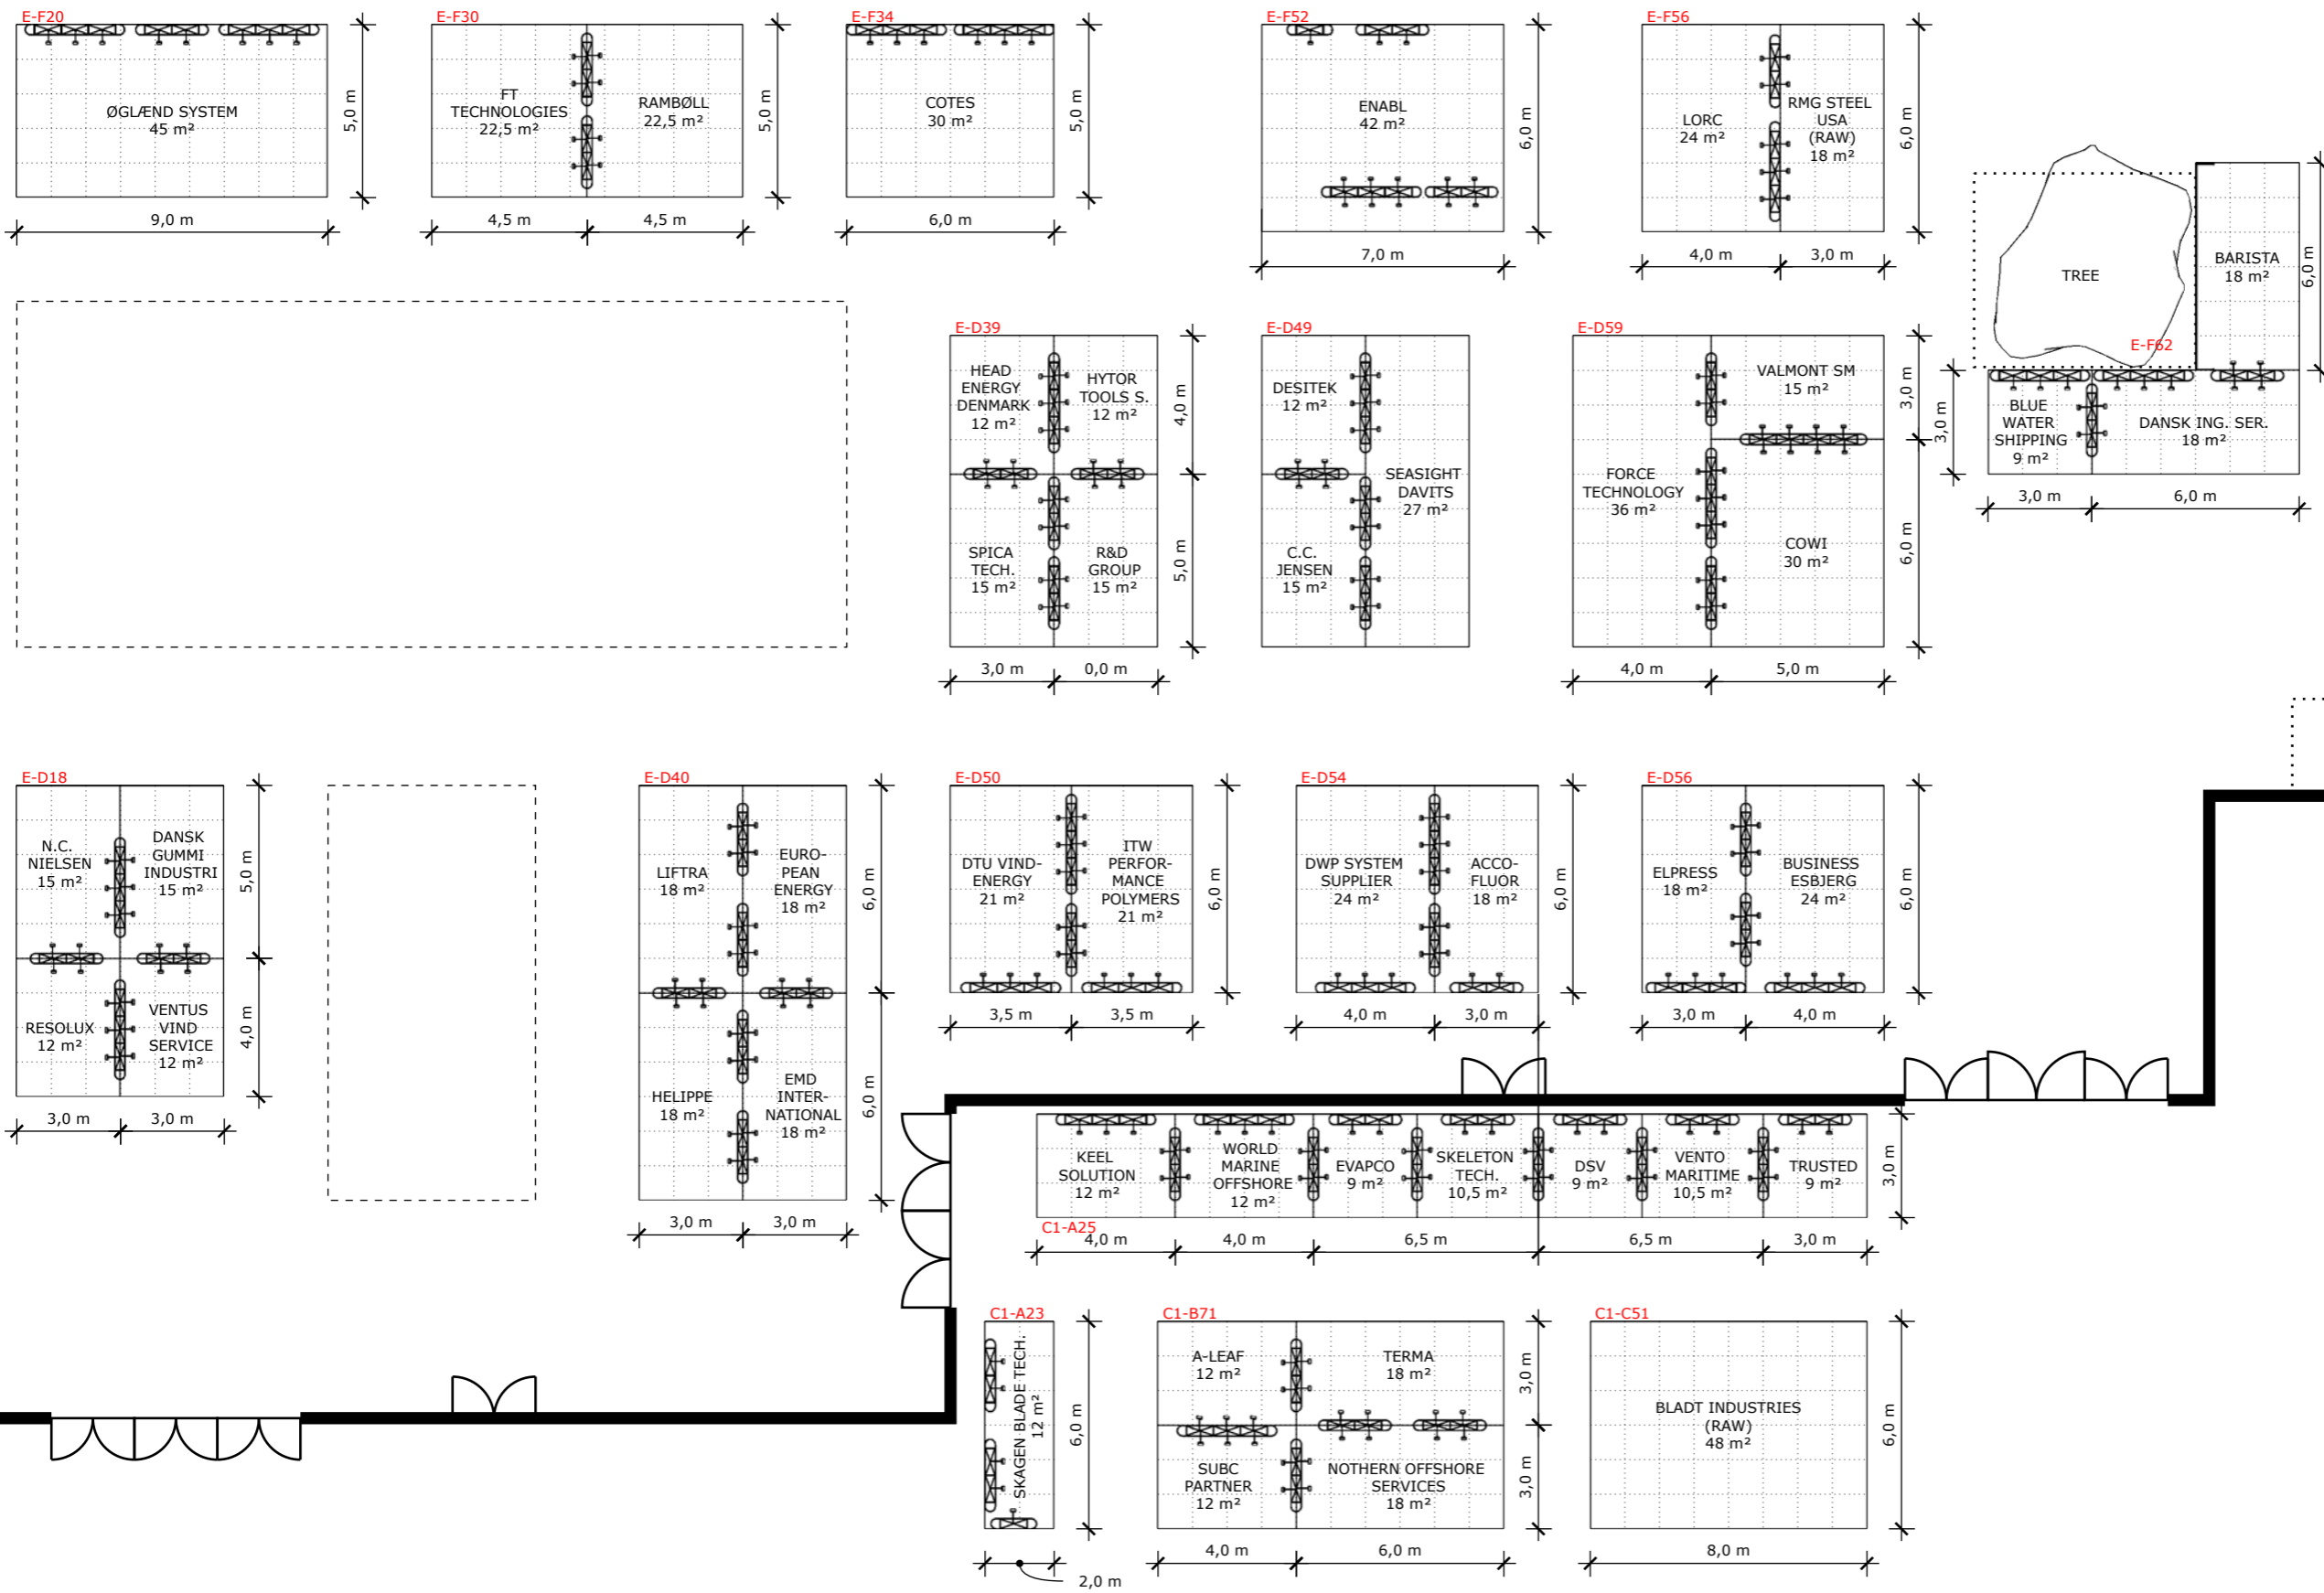 E-F20
ØGLÆND SYSTEM
45 m²
5,0 m
9,0 m
E-F30
FT
TECHNOLOGIES
22,5 m²
RAMBØLL
22,5 m²
5,0 m
4,5 m
4,5 m
E-F34
COTES
30 m²
5,0 m
6,0 m
E-F52
ENABL
42 m²
6,0 m
7,0 m
E-F56
LORC
24 m²
RMG STEEL
USA
(RAW)
18 m²
6,0 m
4,0 m
3,0 m
TREE
BARISTA
18 m²
6,0 m
E-F62
BLUE
WATER
SHIPPING
9 m²
DANSK ING. SER.
18 m²
3,0 m
3,0 m
6,0 m
E-D39
HEAD
ENERGY
DENMARK
12 m²
HYTOR
TOOLS S.
12 m²
4,0 m
SPICA
TECH.
15 m²
R&D
GROUP
15 m²
5,0 m
3,0 m
0,0 m
E-D49
DESITEK
12 m²
SEASIGHT
DAVITS
27 m²
C.C.
JENSEN
15 m²
E-D59
VALMONT SM
15 m²
3,0 m
FORCE
TECHNOLOGY
36 m²
COWI
30 m²
6,0 m
4,0 m
5,0 m
E-D18
N.C.
NIELSEN
15 m²
DANSK
GUMMI
INDUSTRI
15 m²
5,0 m
RESOLUX
12 m²
VENTUS
VIND
SERVICE
12 m²
4,0 m
3,0 m
3,0 m
E-D40
LIFTRA
18 m²
EURO-
PEAN
ENERGY
18 m²
6,0 m
HELIPPE
18 m²
EMD
INTER-
NATIONAL
18 m²
6,0 m
3,0 m
3,0 m
E-D50
DTU VIND-
ENERGY
21 m²
ITW
PERFOR-
MANCE
POLYMERS
21 m²
6,0 m
3,5 m
3,5 m
E-D54
DWP SYSTEM
SUPPLIER
24 m²
ACCO-
FLUOR
18 m²
6,0 m
4,0 m
3,0 m
E-D56
ELPRESS
18 m²
BUSINESS
ESBJERG
24 m²
6,0 m
3,0 m
4,0 m
KEEL
SOLUTION
12 m²
WORLD
MARINE
OFFSHORE
12 m²
EVAPCO
9 m²
SKELETON
TECH.
10,5 m²
DSV
9 m²
VENTO
MARITIME
10,5 m²
TRUSTED
9 m²
3,0 m
C1-A25
4,0 m
4,0 m
6,5 m
6,5 m
3,0 m
C1-A23
SKAGEN BLADE TECH.
12 m²
6,0 m
2,0 m
C1-B71
A-LEAF
12 m²
TERMA
18 m²
3,0 m
SUBC
PARTNER
12 m²
NOTHERN OFFSHORE
SERVICES
18 m²
3,0 m
4,0 m
6,0 m
C1-C51
BLADT INDUSTRIES
(RAW)
48 m²
6,0 m
8,0 m